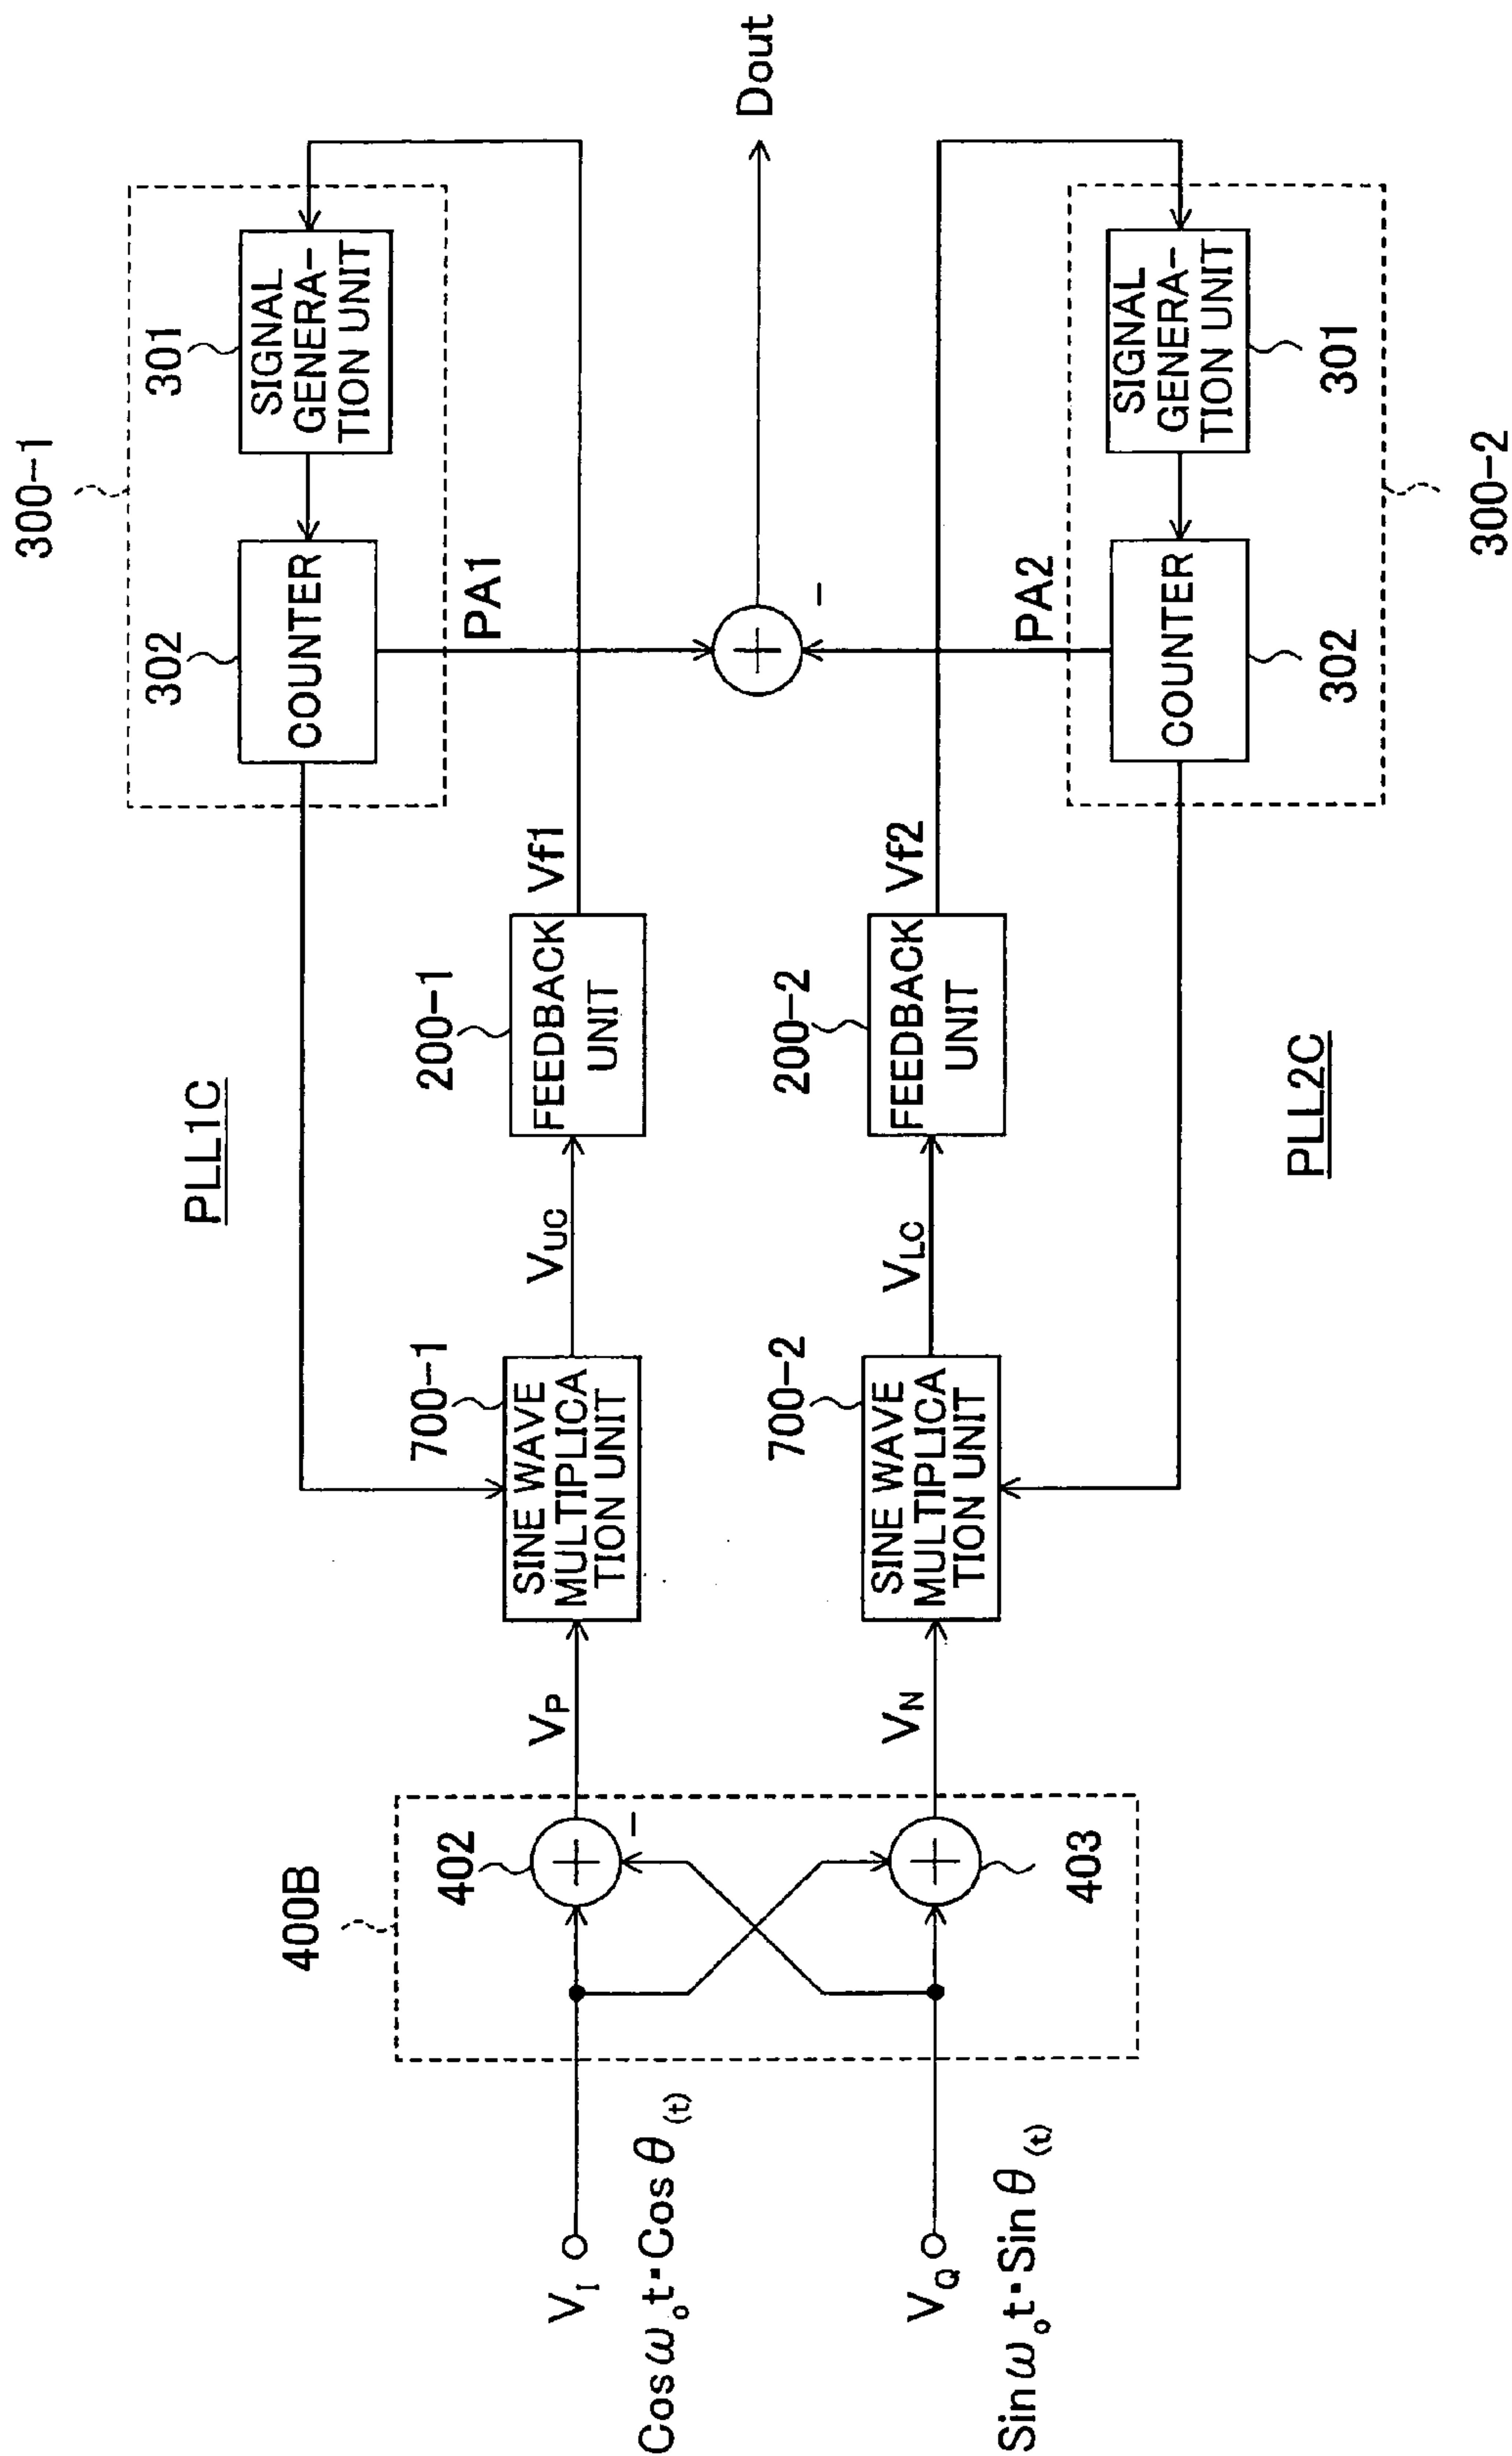 300-1
302
301
COUNTER
SIGNAL
GENERA-
TION UNIT
PLL1C
PA1
400B
402
-
VP
700-1
SINE WAVE
MULTIPLICA
TION UNIT
VUC
200-1
FEEDBACK
UNIT
Vf1
VI
Cosω₀t・Cosθ(t)
Dout
-
VQ
Sinω₀t・Sinθ(t)
403
VN
700-2
SINE WAVE
MULTIPLICA
TION UNIT
VLC
200-2
FEEDBACK
UNIT
Vf2
PA2
COUNTER
SIGNAL
GENERA-
TION UNIT
PLL2C
302
301
300-2